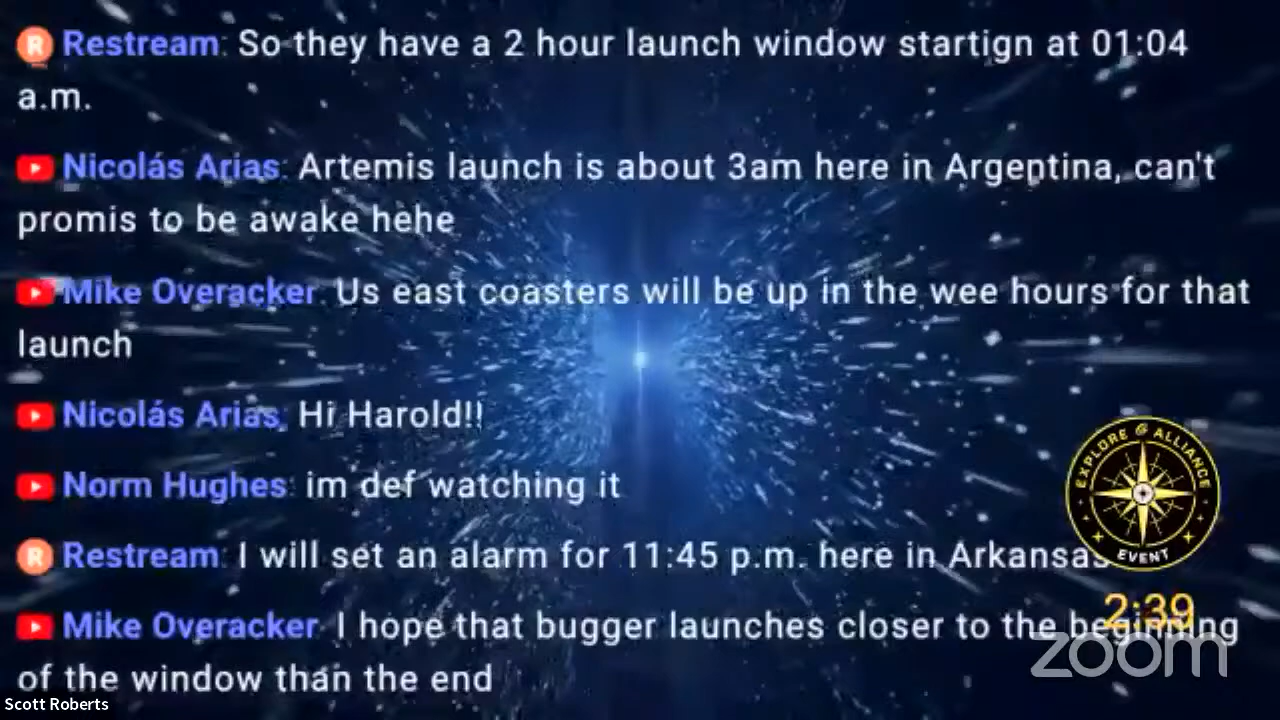 R Restream: So they have a 2 hour launch window startign at 01:04
a.m.
Nicolás Arias: Artemis launch is about 3am here in Argentina, can't
promis to be awake hehe
Mike Overacker: Us east coasters will be up in the wee hours for that
launch
Nicolás Arias: Hi Harold!!
Norm Hughes: im def watching it
R Restream: I will set an alarm for 11:45 p.m. here in Arkansas
Mike Overacker: I hope that bugger launches closer to the beginning
of the window than the end
EXPLORE ALLIANCE
EVENT
2:39
zoom
Scott Roberts